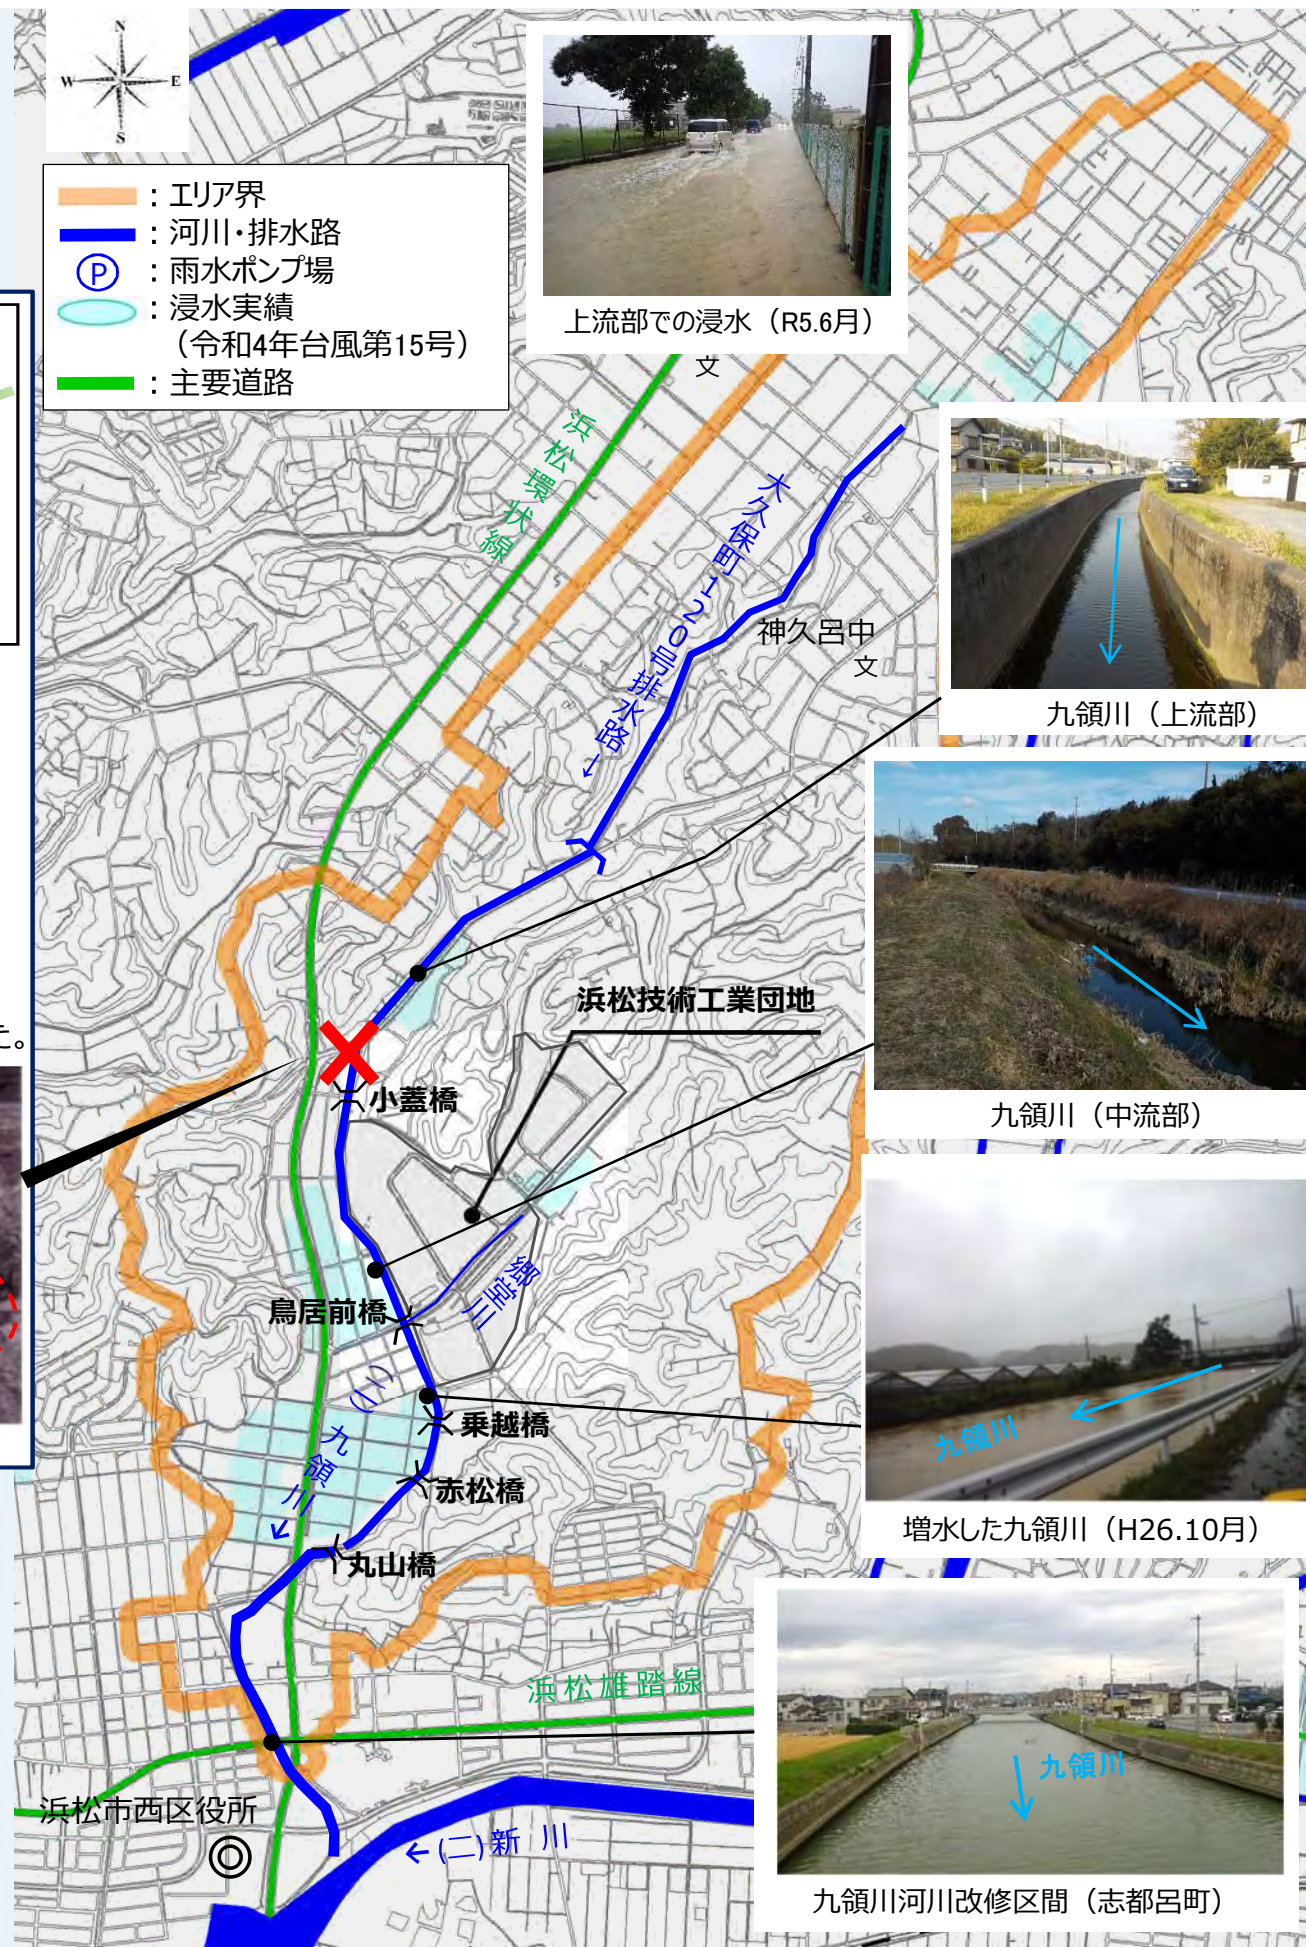 N
W E
S
：エリア界
：河川・排水路
P：雨水ポンプ場
：浸水実績
（令和4年台風第15号）
：主要道路
上流部での浸水（R5.6月）
文
浜松環状線
大久保町120号排水路
←
神久呂中
文
九領川（上流部）
九領川（中流部）
浜松技術工業団地
た。
小蓋橋
郷堂川
鳥居前橋
(二)九領川
←
乗越橋
赤松橋
丸山橋
九領川
増水した九領川（H26.10月）
浜松雄踏線
九領川
浜松市西区役所
←(二)新川
九領川河川改修区間（志都呂町）